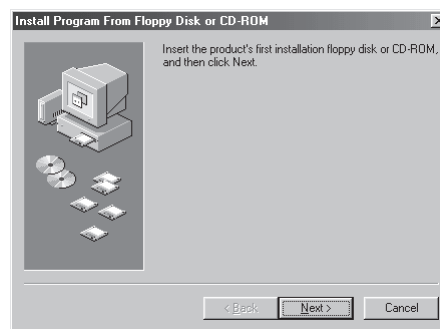 Install Program From Floppy Disk or CD-ROM
Insert the product's first installation floppy disk or CD-ROM,
and then click Next.
< Back
Next >
Cancel